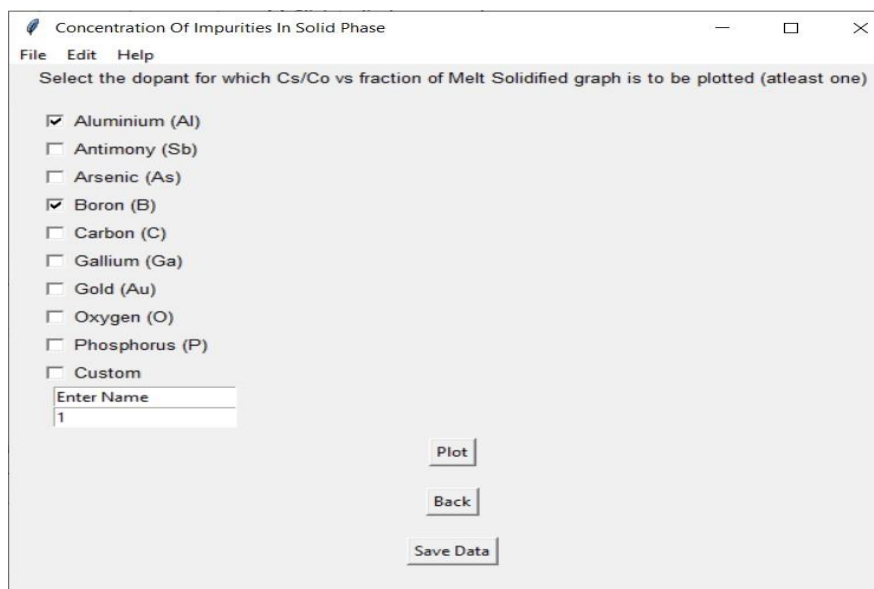 Concentration Of Impurities In Solid Phase
File Edit Help
Select the dopant for which Cs/Co vs fraction of Melt Solidified graph is to be plotted (atleast one)
Aluminium (Al)
Antimony (Sb)
Arsenic (As)
Boron (B)
Carbon (C)
Gallium (Ga)
Gold (Au)
Oxygen (O)
Phosphorus (P)
Custom
Enter Name
1
Plot
Back
Save Data